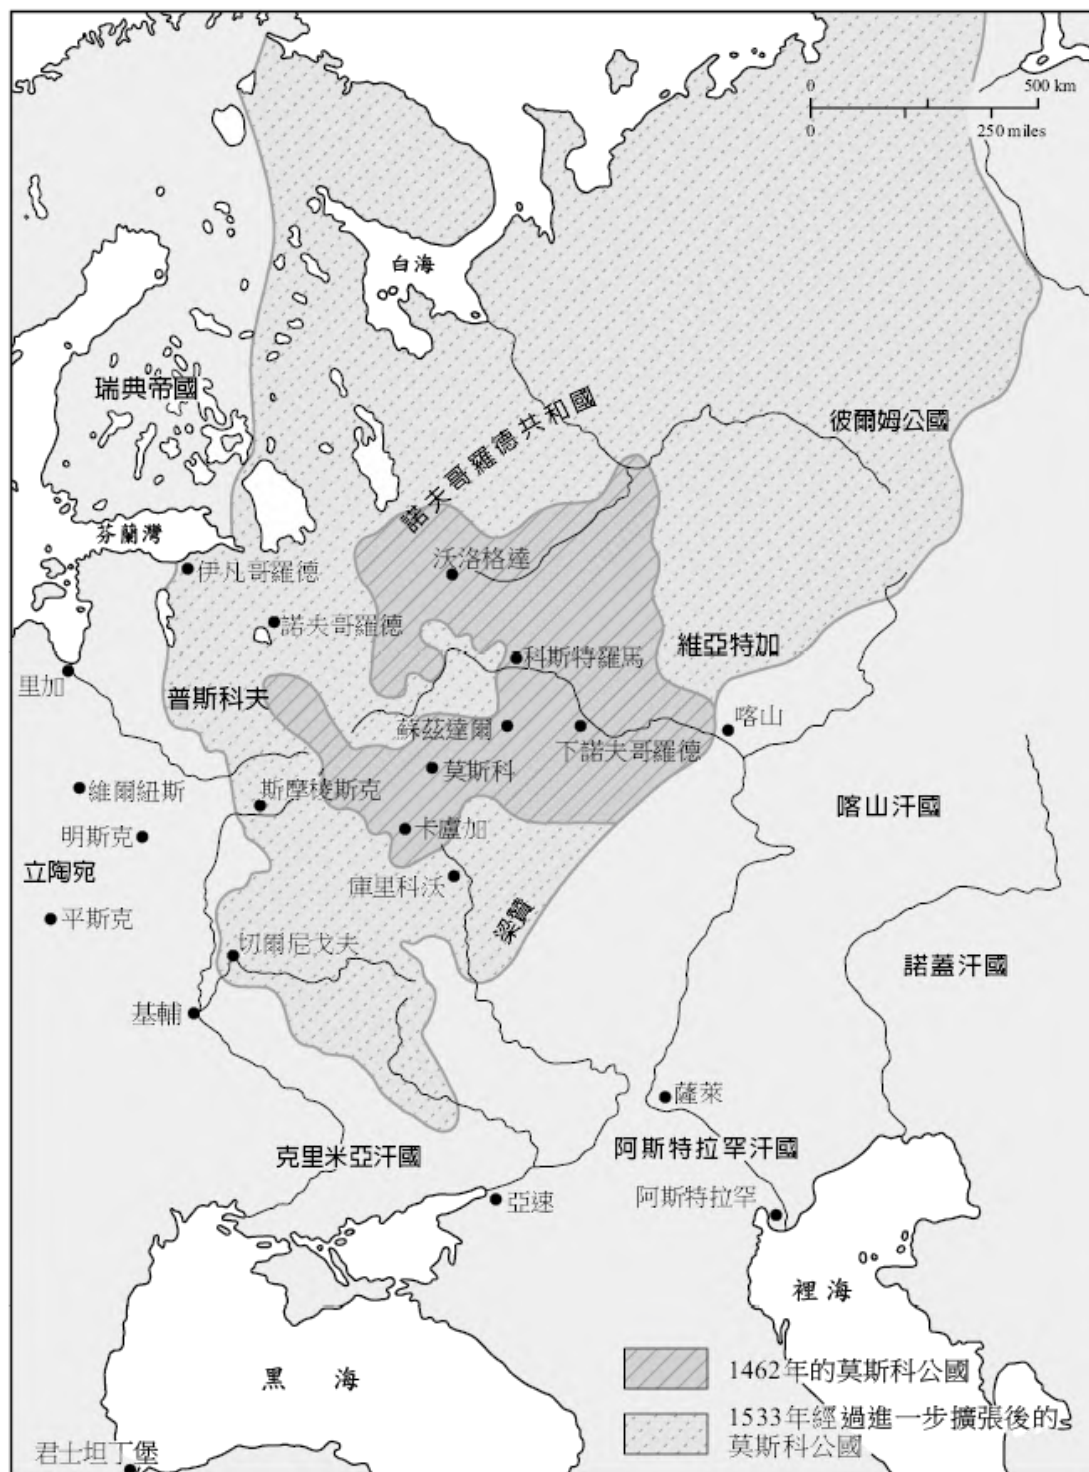 0 500 km
0 250 miles
白海
瑞典帝國
諾夫哥羅德共和國
彼爾姆公國
芬蘭灣
沃洛格達
伊凡哥羅德
諾夫哥羅德
科斯特羅馬
維亞特加
里加
普斯科夫
蘇茲達爾
下諾夫哥羅德
喀山
莫斯科
維爾紐斯
斯摩稜斯克
喀山汗國
明斯克
卡盧加
立陶宛
庫里科沃
平斯克
梁贊
切爾尼戈夫
諾蓋汗國
基輔
薩萊
克里米亞汗國
阿斯特拉罕汗國
亞速
阿斯特拉罕
裡海
黑海
1462年的莫斯科公國
1533年經過進一步擴張後的
莫斯科公國
君士坦丁堡